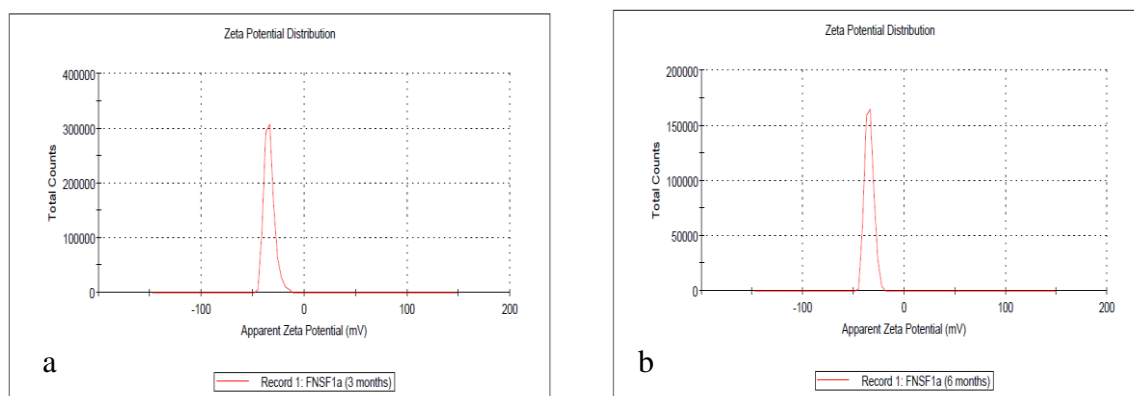 Zeta Potential Distribution
400000
300000
200000
100000
0
Total Counts
-100
0
100
200
Apparent Zeta Potential (mV)
a
Record 1: FNSF1a (3 months)
Zeta Potential Distribution
200000
150000
100000
50000
0
Total Counts
-100
0
100
200
Apparent Zeta Potential (mV)
b
Record 1: FNSF1a (6 months)